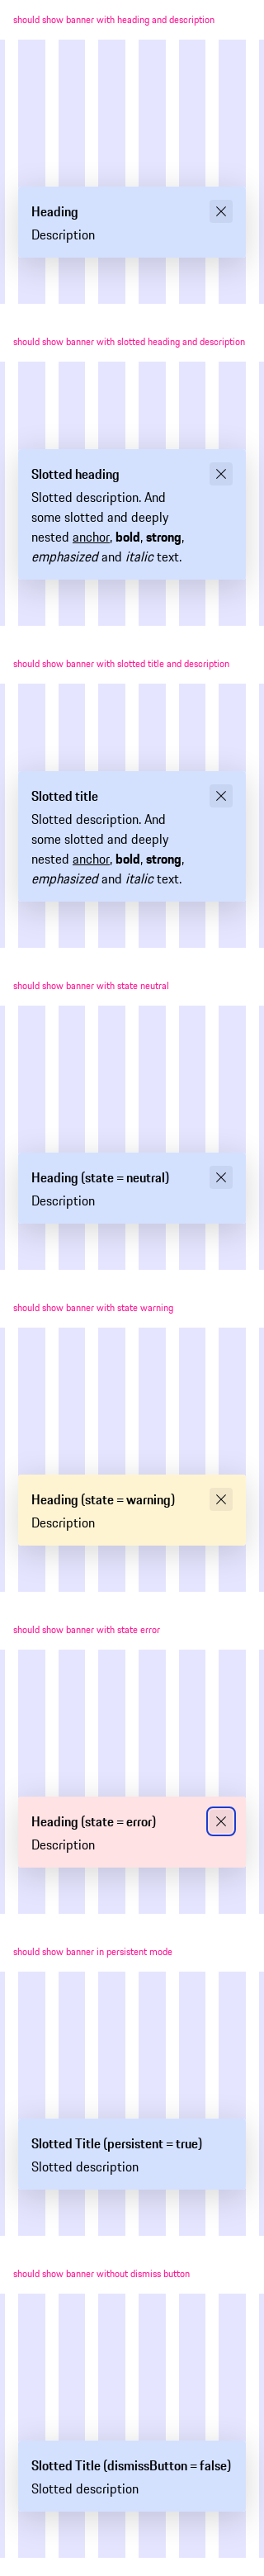 should show banner with heading and description
Heading
Description
should show banner with slotted heading and description
Slotted heading
Slotted description. And
some slotted and deeply
nested anchor, bold, strong,
emphasized and italic text.
should show banner with slotted title and description
Slotted title
Slotted description. And
some slotted and deeply
nested anchor, bold, strong,
emphasized and italic text.
should show banner with state neutral
Heading (state = neutral)
Description
should show banner with state warning
Heading (state = warning)
Description
should show banner with state error
Heading (state = error)
Description
should show banner in persistent mode
Slotted Title (persistent = true)
Slotted description
should show banner without dismiss button
Slotted Title (dismissButton = false)
Slotted description